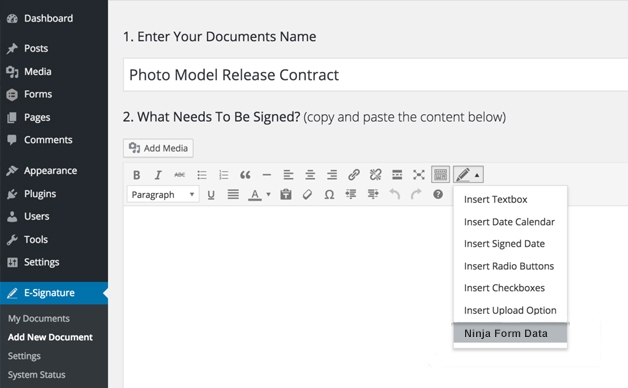 Dashboard
Posts
Media
Forms
Pages
Comments
Appearance
Plugins
Users
Tools
Settings
E-Signature
My Documents
Add New Document
Settings
System Status
1. Enter Your Documents Name
Photo Model Release Contract
2. What Needs To Be Signed? (copy and paste the content below)
Add Media
B I ABC
Paragraph U A Ω
Insert Textbox
Insert Date Calendar
Insert Signed Date
Insert Radio Buttons
Insert Checkboxes
Insert Upload Option
Ninja Form Data